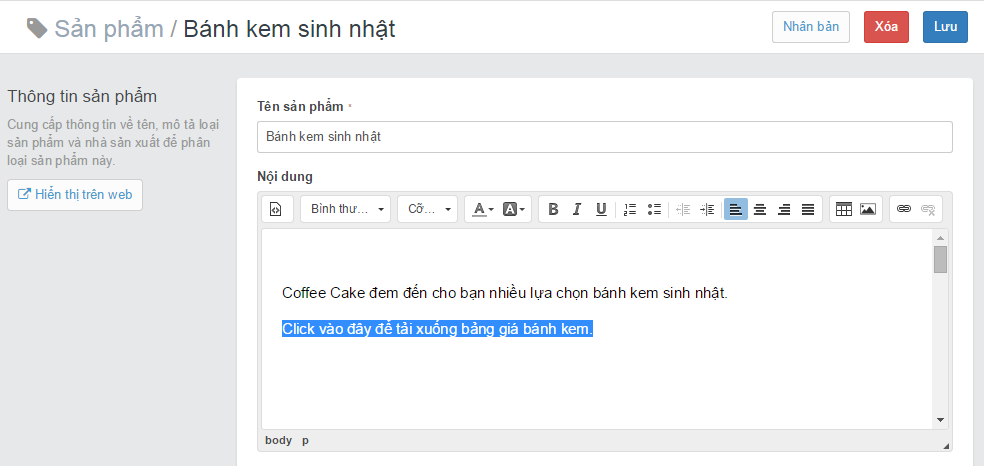 Sản phẩm / Bánh kem sinh nhật
Nhân bản
Xóa
Lưu
Thông tin sản phẩm
Cung cấp thông tin về tên, mô tả loại
sản phẩm và nhà sản xuất để phân
loại sản phẩm này.
Hiển thị trên web
Tên sản phẩm *
Bánh kem sinh nhật
Nội dung
Bình thư...
Cỡ...
A
A
B I U
Coffee Cake đem đến cho bạn nhiều lựa chọn bánh kem sinh nhật.
Click vào đây để tải xuống bảng giá bánh kem.
body p